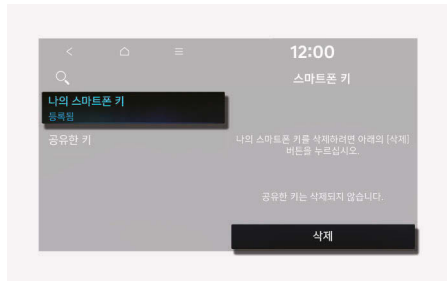 12:00
스마트폰 키
나의 스마트폰 키
등록됨
공유한 키
나의 스마트폰 키를 삭제하려면 아래의 [삭제]
버튼을 누르십시오.
공유한 키는 삭제되지 않습니다.
삭제